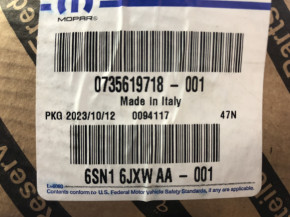 MOPAR®
0735619718 - 001
Made in Italy
PKG 2023/10/12 0094117 47N
6SN1 6JXW AA - 001
Contents conform to U.S. Federal Motor Vehicle Safety Standards, if any are
Reserve